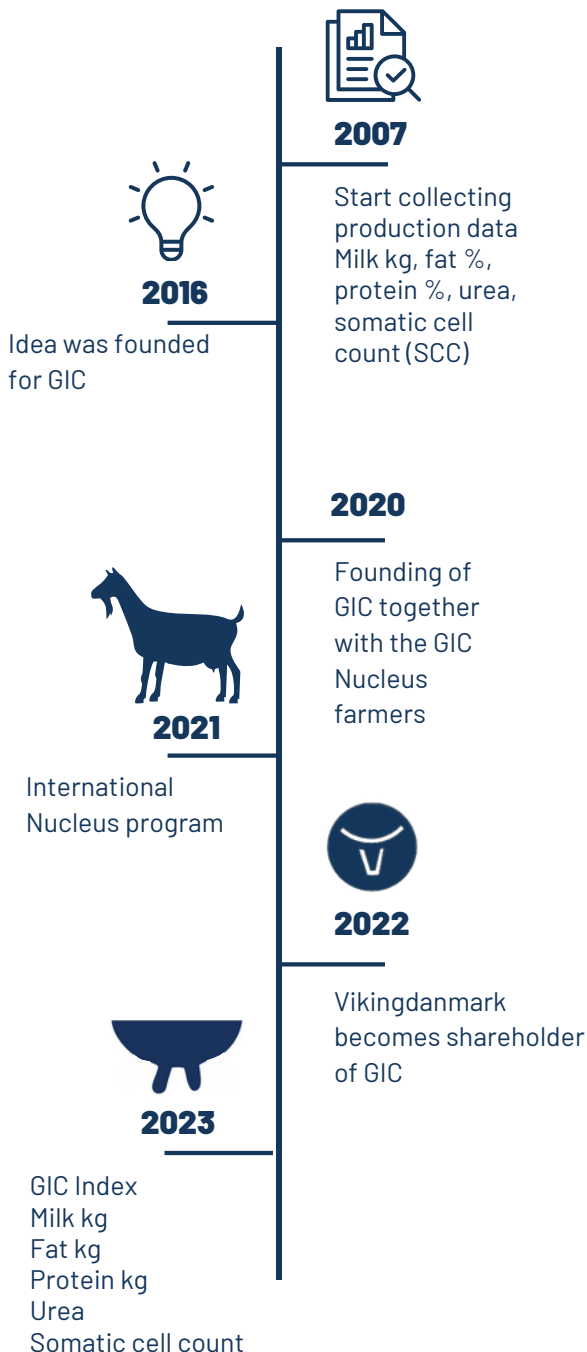 2007
Start collecting
production data
Milk kg, fat %,
protein %, urea,
somatic cell
count (SCC)
2016
Idea was founded
for GIC
2020
Founding of
GIC together
with the GIC
Nucleus
farmers
2021
International
Nucleus program
2022
Vikingdanmark
becomes shareholder
of GIC
2023
GIC Index
Milk kg
Fat kg
Protein kg
Urea
Somatic cell count